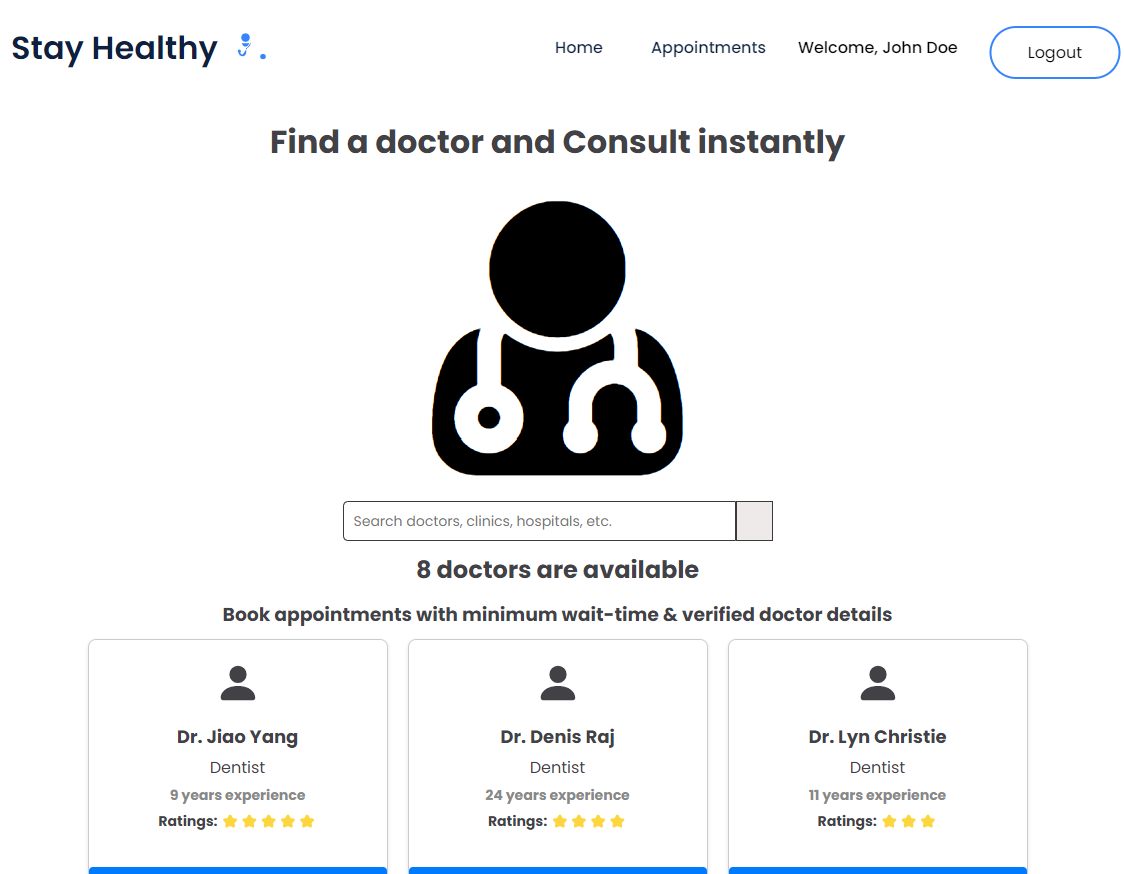 Stay Healthy
Home Appointments Welcome, John Doe Logout
Find a doctor and Consult instantly
Search doctors, clinics, hospitals, etc.
8 doctors are available
Book appointments with minimum wait-time & verified doctor details
Dr. Jiao Yang
Dentist
9 years experience
Ratings:
Dr. Denis Raj
Dentist
24 years experience
Ratings:
Dr. Lyn Christie
Dentist
11 years experience
Ratings: